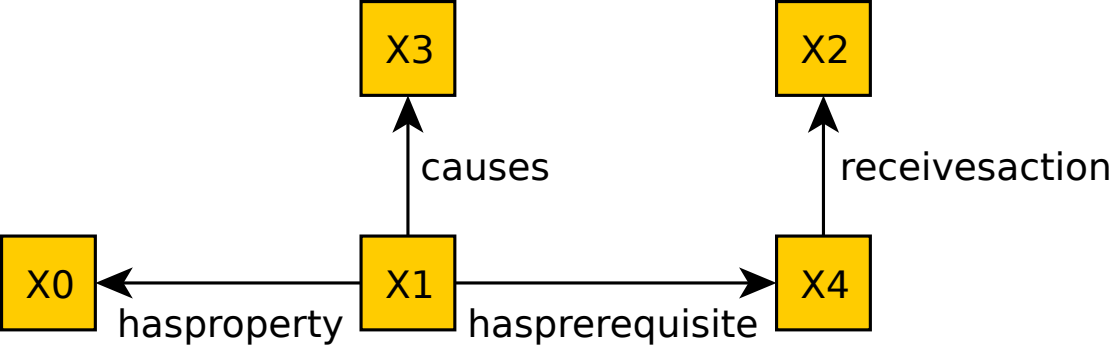 X3
X2
causes
receivesaction
X0
X1
X4
hasproperty
hasprerequisite